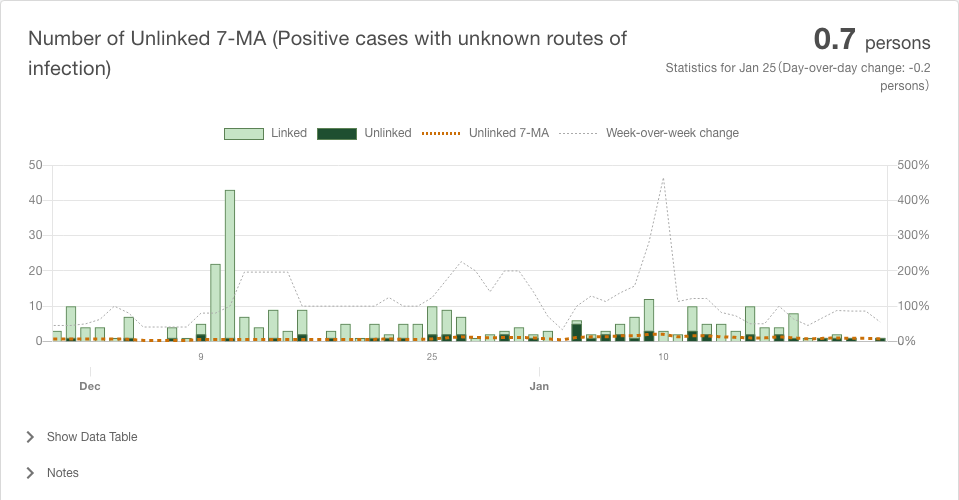 Number of Unlinked 7-MA (Positive cases with unknown routes of
infection)
0.7 persons
Statistics for Jan 25 (Day-over-day change: -0.2
persons)
Linked Unlinked Unlinked 7-MA Week-over-week change
50 500%
40 400%
30 300%
20 200%
10 100%
0 0%
9 25 10
Dec Jan
Show Data Table
Notes